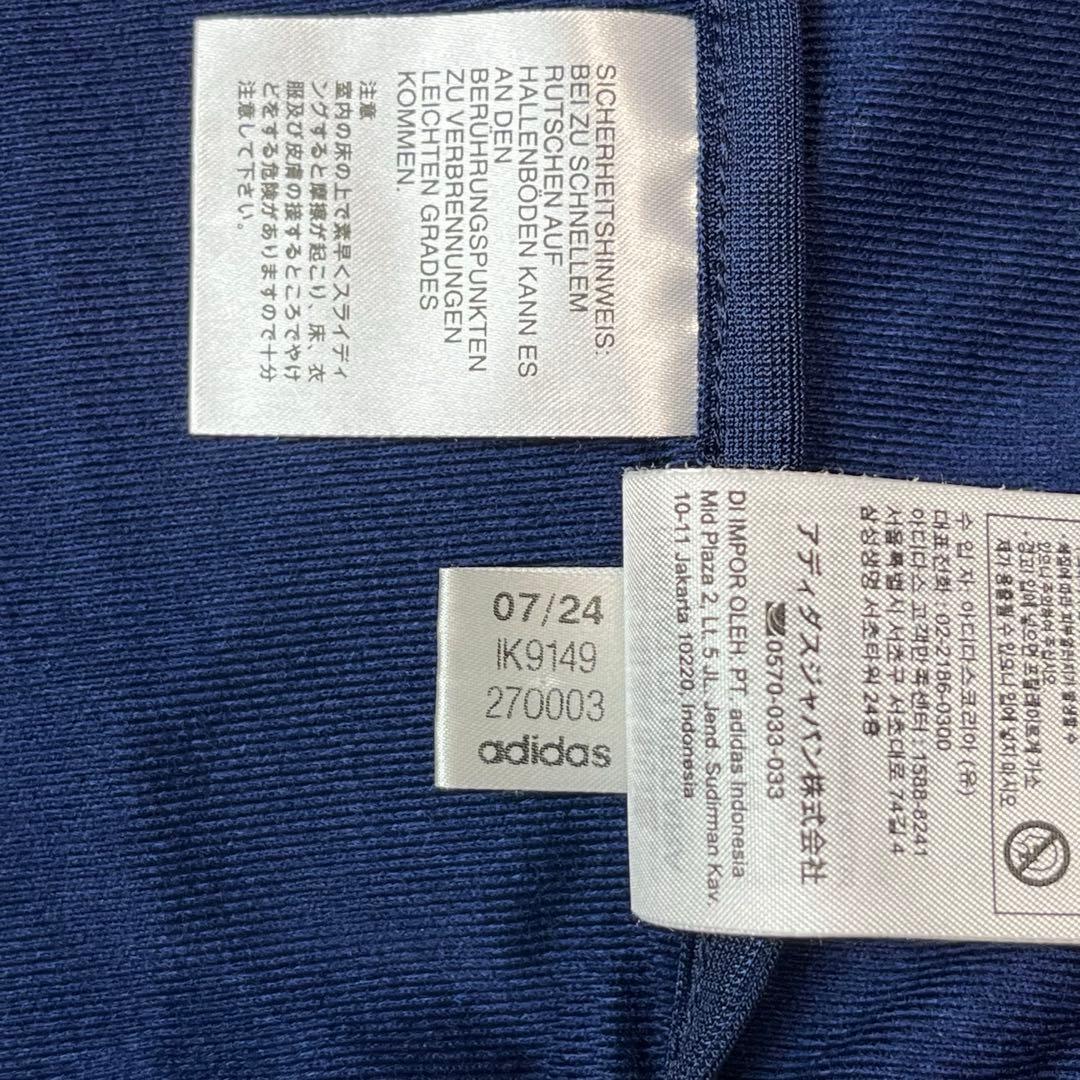 SICHERHEITSHINWEIS:
BEI ZU SCHNELLEM
RUTSCHEN AUF
HALLENBÖDEN KANN ES
AN DEN
BERÜHRUNGSPUNKTEN
ZU VERBRENNUNGEN
LEICHTEN GRADES
KOMMEN.
注意
室内の床の上で素早くスライディ
ングすると摩擦が起こり、床、衣
服及び皮膚の接するところでやけ
どをする危険がありますので十分
注意して下さい。
07/24
IK9149
270003
adidas
수 입 자 아디다스코리아 (유)
대표전화 : 02)2186-0300
아디다스 고객만족센터 1588-8241
서울특별시 서초구 서초대로 74길 4
삼성생명 서초타워 24층
アディダスジャパン株式会社
0570-033-033
DI IMPOR OLEH, PT. adidas Indonesia
Mid Plaza 2, Lt. 5 JL. Jend. Sudirman Kav.
10-11 Jakarta 10220, Indonesia